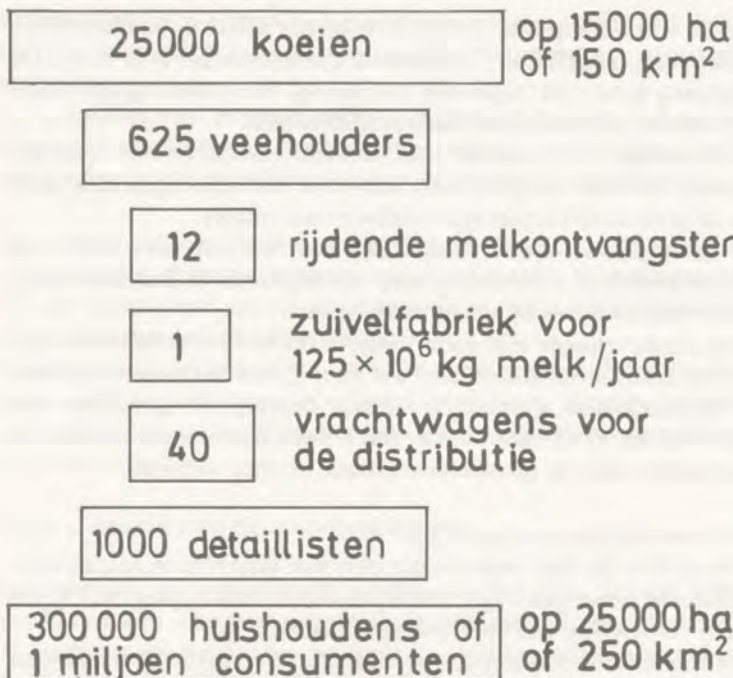 25000 koeien op 15000 ha
of 150 km²
625 veehouders
12 rijdende melkontvangsten
1 zuivelfabriek voor
125 × 10⁶ kg melk/jaar
40 vrachtwagens voor
de distributie
1000 detaillisten
300 000 huishoudens of op 25000 ha
1 miljoen consumenten of 250 km²